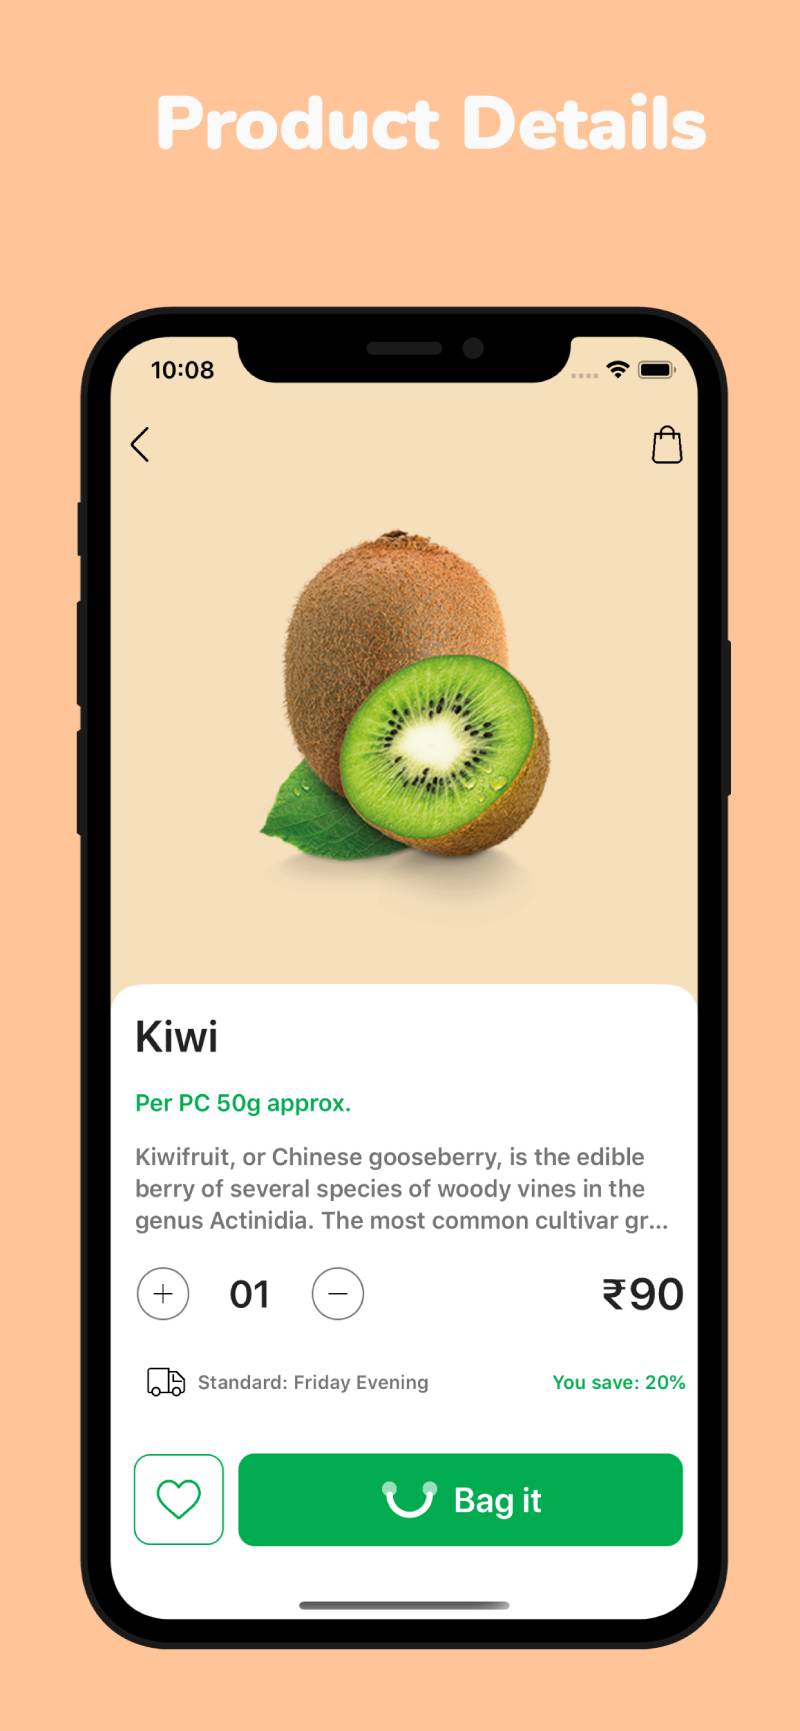 Product Details
10:08
Kiwi
Per PC 50g approx.
Kiwifruit, or Chinese gooseberry, is the edible
berry of several species of woody vines in the
genus Actinidia. The most common cultivar gr...
+ 01 − ₹90
Standard: Friday Evening You save: 20%
Bag it